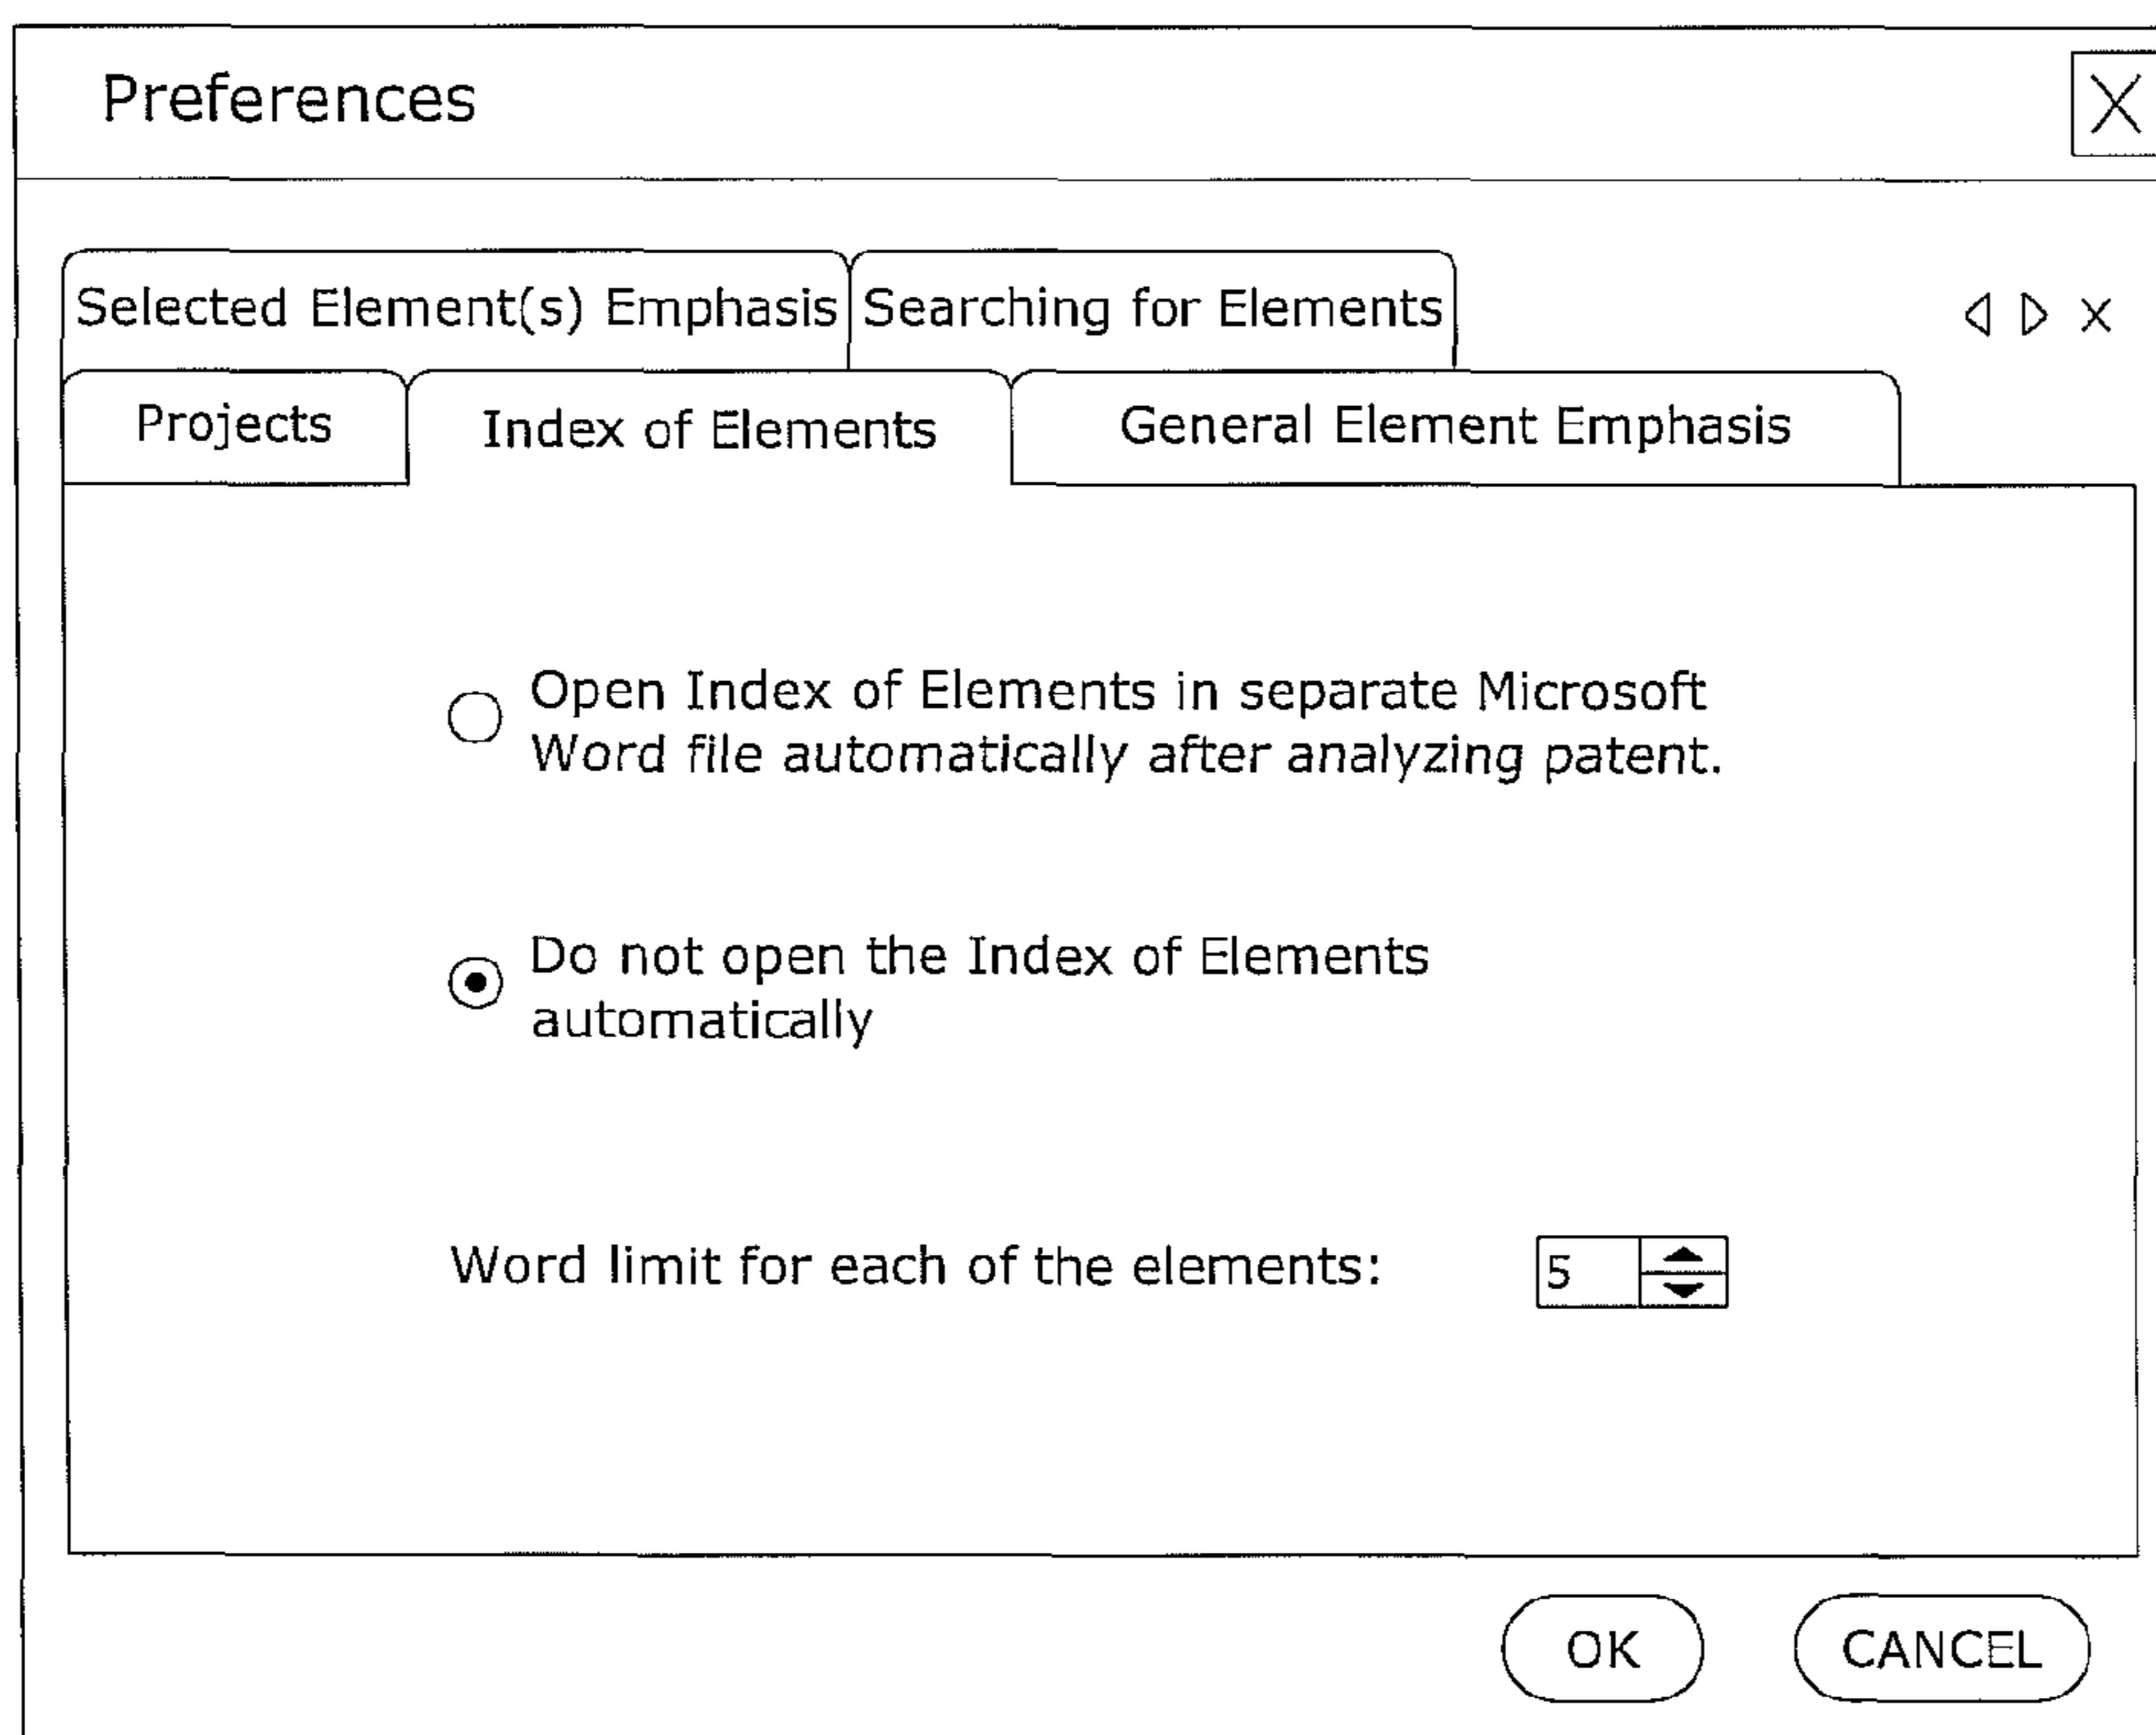 Preferences
X
Selected Element(s) Emphasis
Searching for Elements
X
Projects
Index of Elements
General Element Emphasis
Open Index of Elements in separate Microsoft
Word file automatically after analyzing patent.
Do not open the Index of Elements
automatically
Word limit for each of the elements:
5
OK
CANCEL